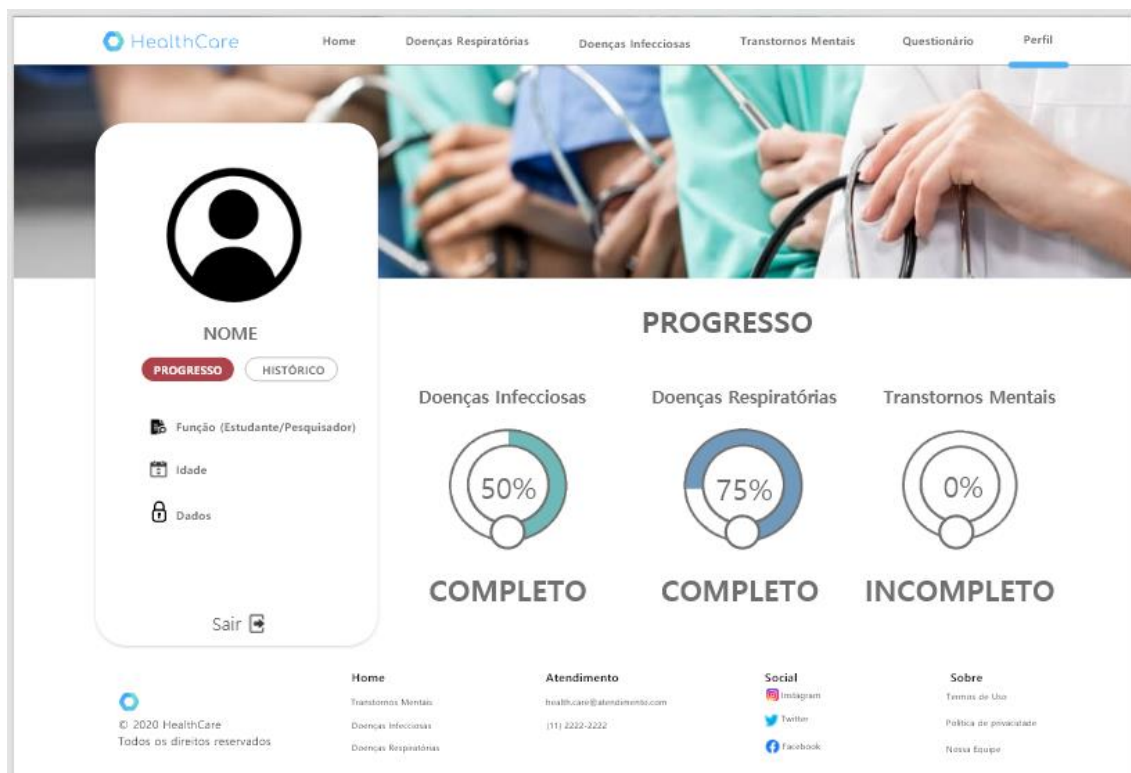 HealthCare
Home
Doenças Respiratórias
Doenças Infecciosas
Transtornos Mentais
Questionário
Perfil
NOME
PROGRESSO
HISTÓRICO
Função (Estudante/Pesquisador)
Idade
Dados
Sair
PROGRESSO
Doenças Infecciosas
50%
COMPLETO
Doenças Respiratórias
75%
COMPLETO
Transtornos Mentais
0%
INCOMPLETO
© 2020 HealthCare
Todos os direitos reservados
Home
Transtornos Mentais
Doenças Infecciosas
Doenças Respiratórias
Atendimento
health.care@atendimento.com
(11) 2222-2222
Social
Instagram
Twitter
Facebook
Sobre
Termos de Uso
Política de privacidade
Nossa Equipe